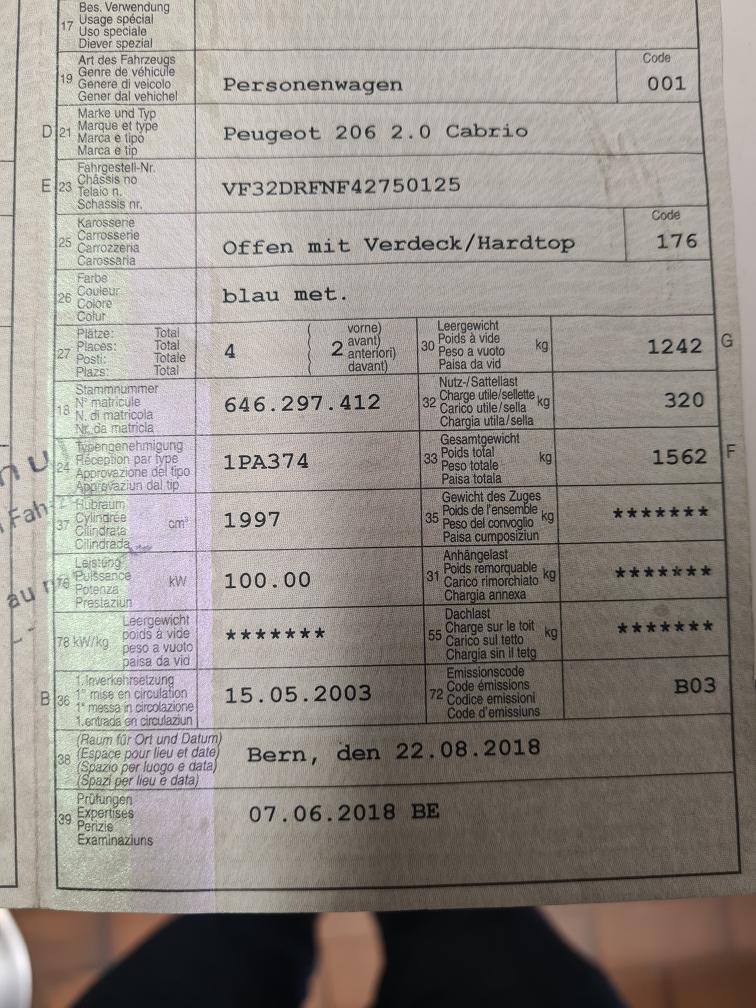 Bes. Verwendung
17 Usage spécial
Uso speciale
Diever spezial
Art des Fahrzeugs
19 Genre de véhicule
Genere di veicolo
Gener dal vehichel
Personenwagen
Code
001
Marke und Typ
D 21 Marque et type
Marca e tipo
Marca e tip
Peugeot 206 2.0 Cabrio
Fahrgestell-Nr.
E 23 Châssis no
Telaio n.
Schassis nr.
VF32DRFNF42750125
Karosserie
25 Carrosserie
Carrozzeria
Carossaria
Offen mit Verdeck/Hardtop
Code
176
Farbe
26 Couleur
Colore
Colur
blau met.
Plätze: Total
27 Places: Total
Posti: Totale
Plazs: Total
4
2
vorne)
avant)
anteriori)
davant)
Leergewicht
30 Poids à vide kg
Peso a vuoto
Paisa da vid
1242 G
Stammnummer
18 N° matricule
N. di matricola
Nr. da matricla
646.297.412
Nutz-/Sattellast
32 Charge utile/sellette kg
Carico utile/sella
Chargia utila/sella
320
Typengenehmigung
24 Réception par type
Approvazione del tipo
Approvaziun dal tip
1PA374
Gesamtgewicht
33 Poids total kg
Peso totale
Paisa totala
1562 F
Hubraum
37 Cylindrée cm³
Cilindrata
Cilindrada
1997
Gewicht des Zuges
35 Poids de l'ensemble kg
Peso del convoglio
Paisa cumposiziun
*******
Leistung
76 Puissance kW
Potenza
Prestaziun
100.00
Anhängelast
31 Poids remorquable kg
Carico rimorchiato
Chargia annexa
*******
Leergewicht
78 kW/kg poids à vide
peso a vuoto
paisa da vid
*******
Dachlast
55 Charge sur le toit kg
Carico sul tetto
Chargia sin il tetg
*******
1. Inverkehrsetzung
B 36 1re mise en circulation
1a messa in circolazione
1. entrada en circulaziun
15.05.2003
Emissionscode
72 Code émissions
Codice emissioni
Code d'emissiuns
B03
(Raum für Ort und Datum)
38 (Espace pour lieu et date)
(Spazio per luogo e data)
(Spazi per lieu e data)
Bern, den 22.08.2018
Prüfungen
39 Expertises
Perizie
Examinaziuns
07.06.2018 BE